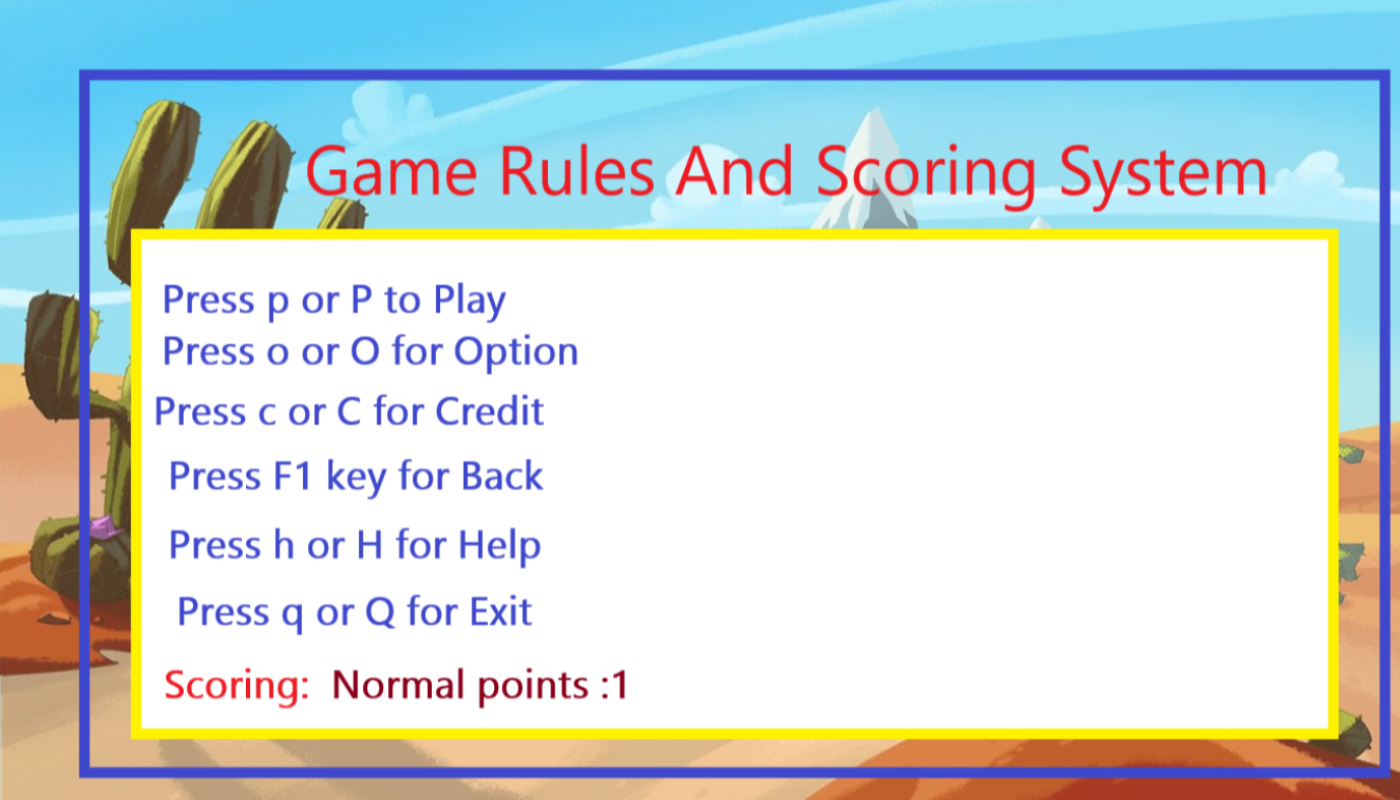 Game Rules And Scoring System
Press p or P to Play
Press o or O for Option
Press c or C for Credit
Press F1 key for Back
Press h or H for Help
Press q or Q for Exit
Scoring: Normal points :1